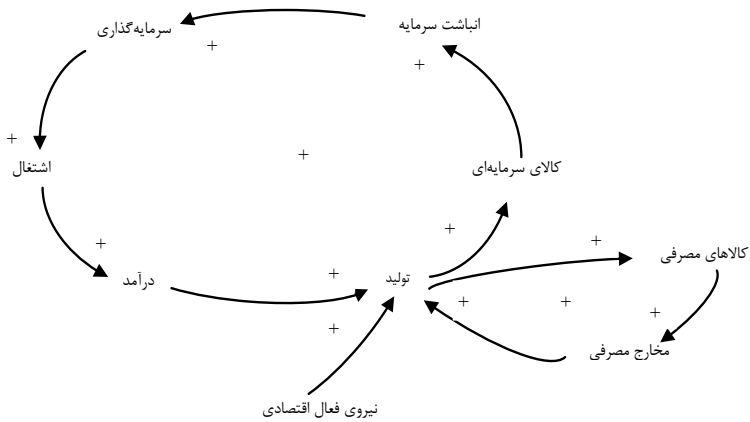 انباشت سرمایه
سرمایه‌گذاری
+
+
+
+
کالای سرمایه‌ای
اشتغال
+
+
+
کالاهای مصرفی
تولید
درآمد
+
+
+
+
+
مخارج مصرفی
نیروی فعال اقتصادی